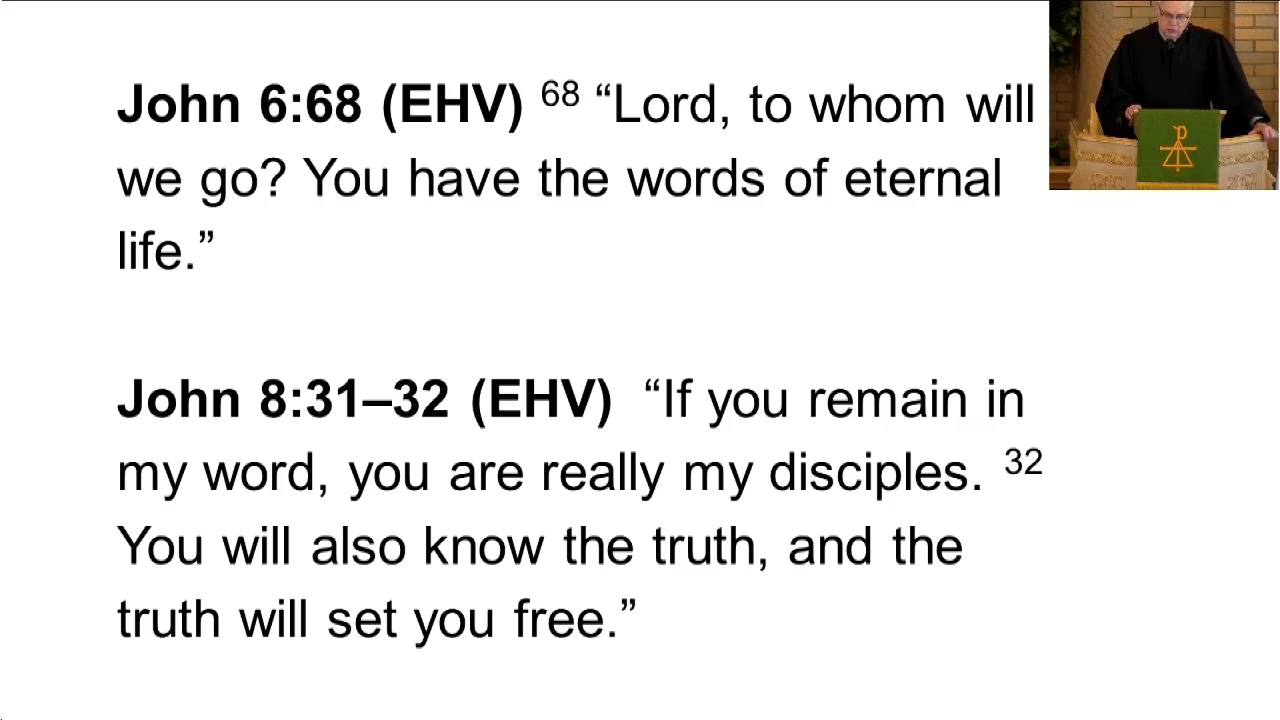 John 6:68 (EHV) 68 “Lord, to whom will
we go? You have the words of eternal
life.”
John 8:31–32 (EHV) “If you remain in
my word, you are really my disciples. 32
You will also know the truth, and the
truth will set you free.”